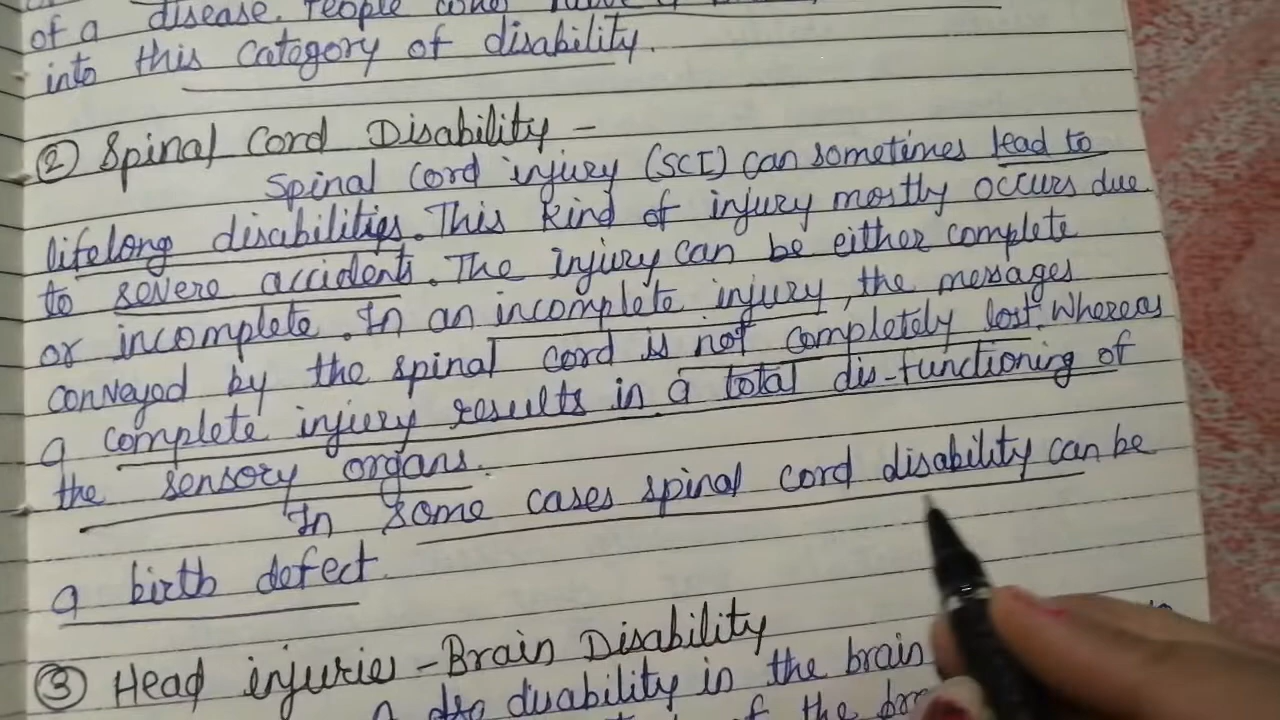 of a disease. People
into this category of disability.
② Spinal Cord Disability -
Spinal Cord injury (SCI) can sometimes lead to
lifelong disabilities. This kind of injury mostly occurs due
to severe accidents. The injury can be either complete
or incomplete. In an incomplete injury, the messages
conveyed by the spinal cord is not completely lost. Whereas
a complete injury results in a total dis-functioning of
the sensory organs.
In some cases spinal cord disability can be
a birth defect.
③ Head injuries - Brain Disability
disability in the brain
of the